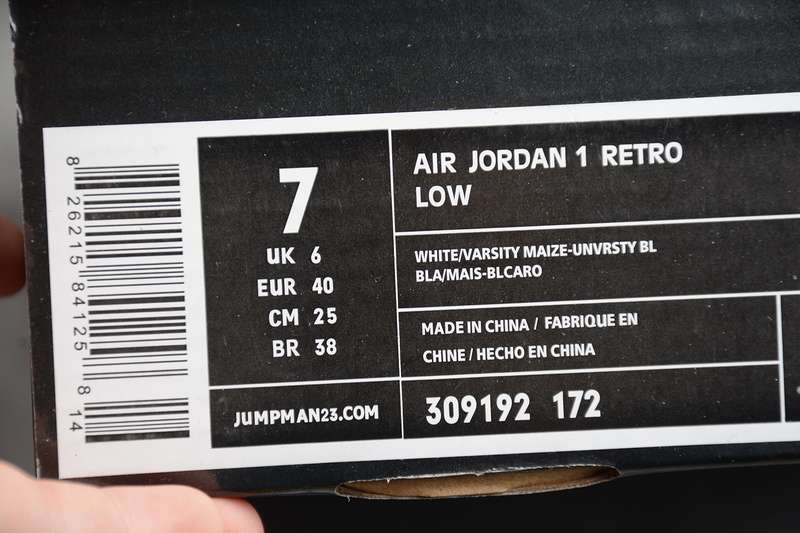 8 26215 84125 8 14
7
UK 6
EUR 40
CM 25
BR 38
JUMPMAN23.COM
AIR JORDAN 1 RETRO
LOW
WHITE/VARSITY MAIZE-UNVRSTY BL
BLA/MAIS-BLCARO
MADE IN CHINA / FABRIQUE EN
CHINE / HECHO EN CHINA
309192 172